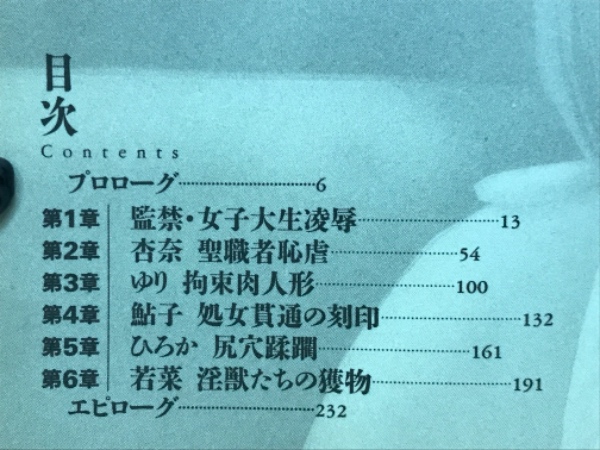 目次
Contents
プロローグ……………………………6
第1章 監禁・女子大生凌辱……………………………13
第2章 杏奈 聖職者恥虐……………………………54
第3章 ゆり 拘束肉人形……………………………100
第4章 鮎子 処女貫通の刻印……………………………132
第5章 ひろか 尻穴蹂躙……………………………161
第6章 若菜 淫獣たちの獲物……………………………191
エピローグ……………………………232